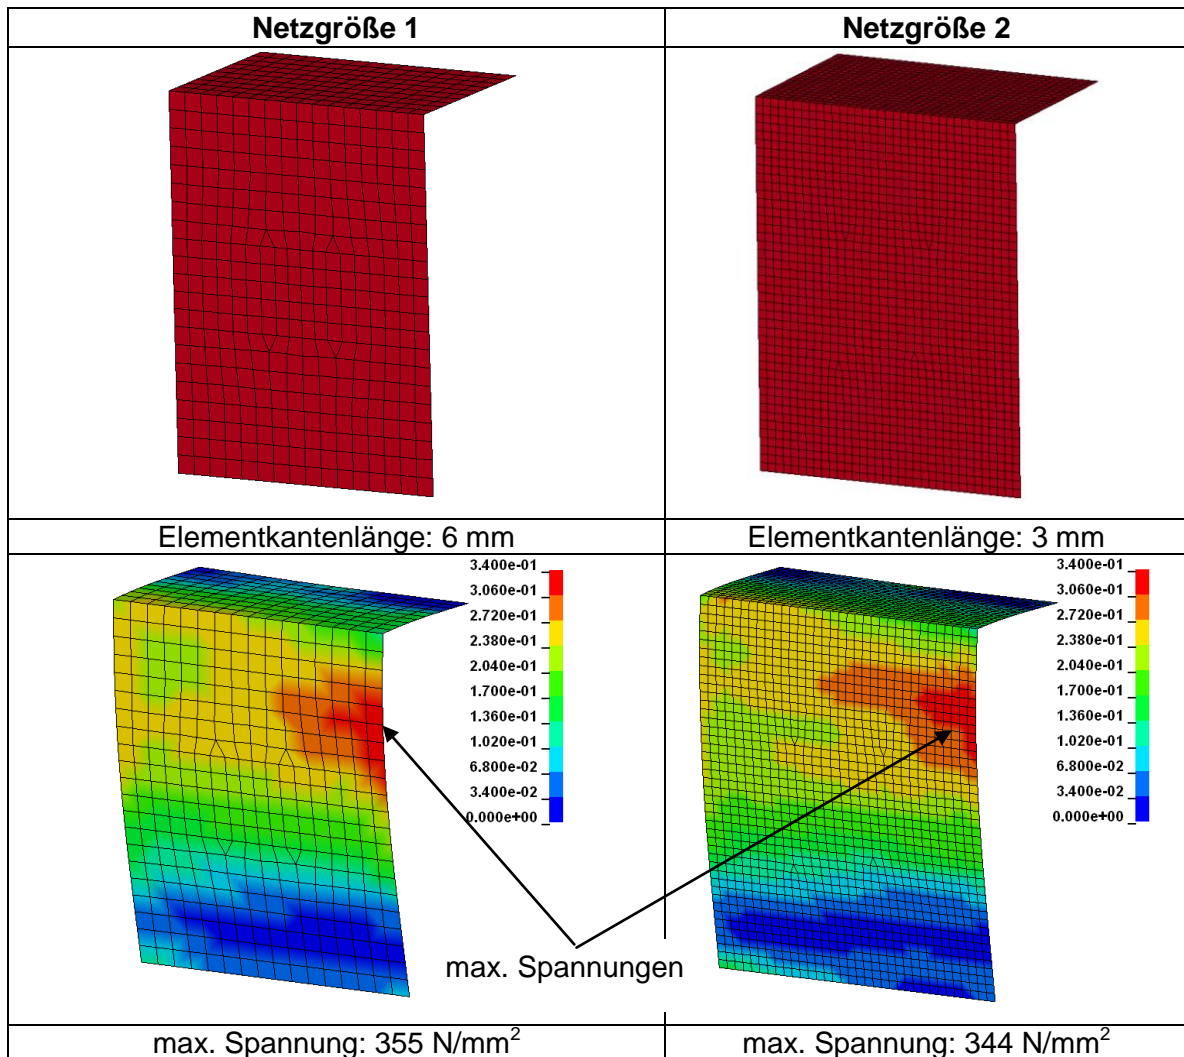 Netzgröße 1
Netzgröße 2
Elementkantenlänge: 6 mm
Elementkantenlänge: 3 mm
3.400e-01
3.060e-01
2.720e-01
2.380e-01
2.040e-01
1.700e-01
1.360e-01
1.020e-01
6.800e-02
3.400e-02
0.000e+00
3.400e-01
3.060e-01
2.720e-01
2.380e-01
2.040e-01
1.700e-01
1.360e-01
1.020e-01
6.800e-02
3.400e-02
0.000e+00
max. Spannungen
max. Spannung: 355 N/mm²
max. Spannung: 344 N/mm²